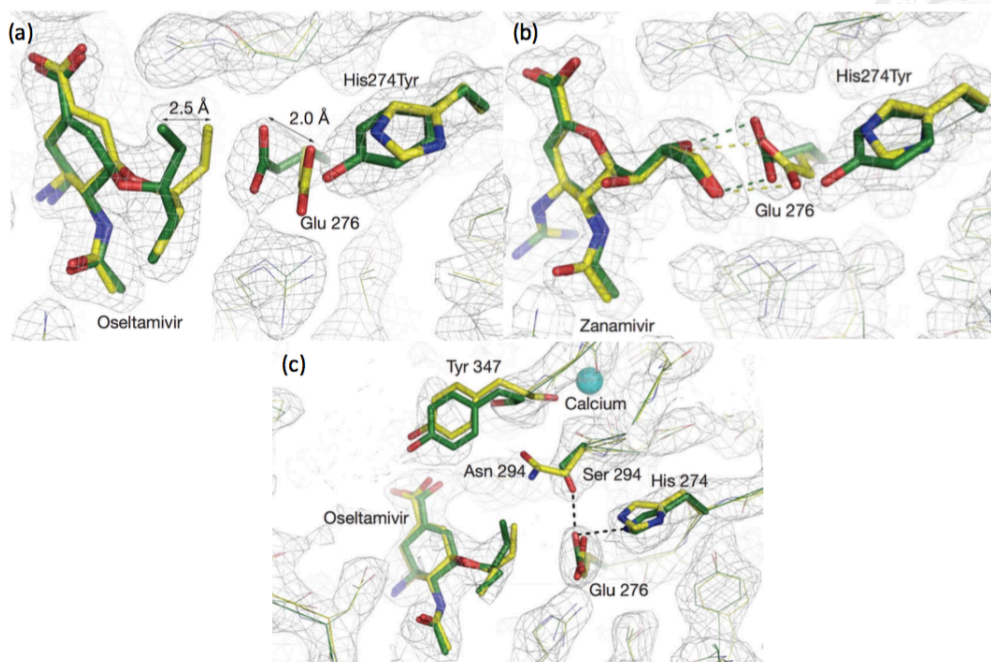 (a)
His274Tyr
2.5 Å
2.0 Å
Glu 276
Oseltamivir
(b)
His274Tyr
Glu 276
Zanamivir
(c)
Tyr 347
Calcium
Asn 294
Ser 294
His 274
Oseltamivir
Glu 276